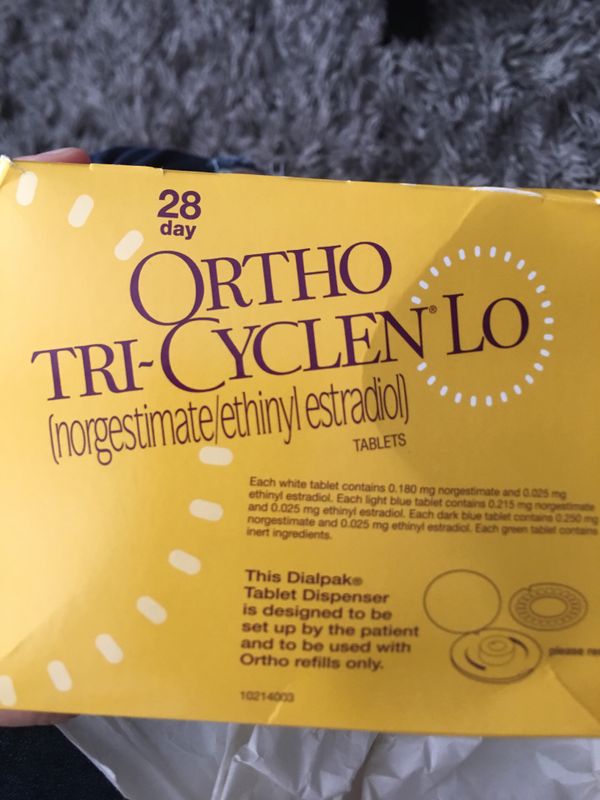 28
day
ORTHO
TRI-CYCLEN® LO
(norgestimate/ethinyl estradiol)
TABLETS
Each white tablet contains 0.180 mg norgestimate and 0.025 mg
ethinyl estradiol. Each light blue tablet contains 0.215 mg norgestimate
and 0.025 mg ethinyl estradiol. Each dark blue tablet contains 0.250 mg
norgestimate and 0.025 mg ethinyl estradiol. Each green tablet contains
inert ingredients.
This Dialpak®
Tablet Dispenser
is designed to be
set up by the patient
and to be used with
Ortho refills only.
please
10214003